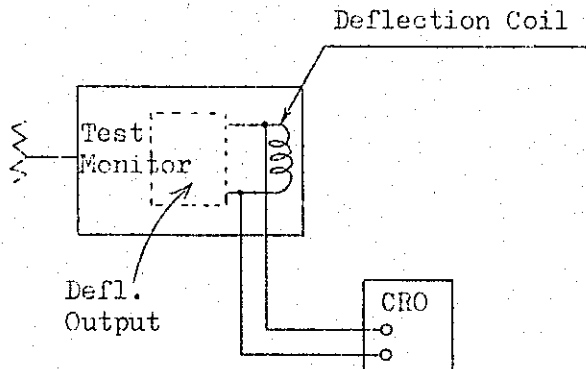 Deflection Coil
Test
Monitor
Defl.
Output
CRO